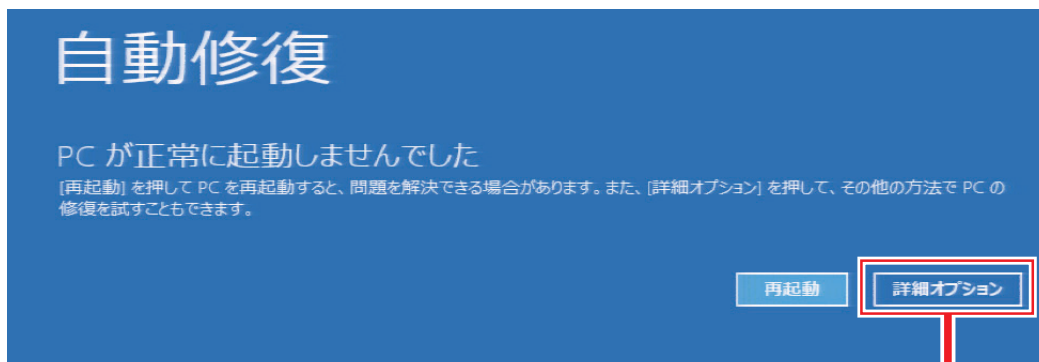 自動修復
PC が正常に起動しませんでした
[再起動] を押して PC を再起動すると、問題を解決できる場合があります。また、[詳細オプション] を押して、その他の方法で PC の
修復を試すこともできます。
再起動
詳細オプション